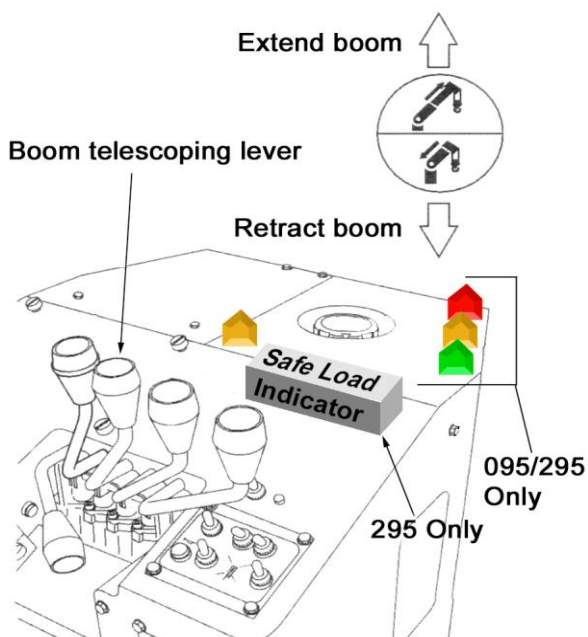 Extend boom
Boom telescoping lever
Retract boom
Safe Load
Indicator
095/295
Only
295 Only